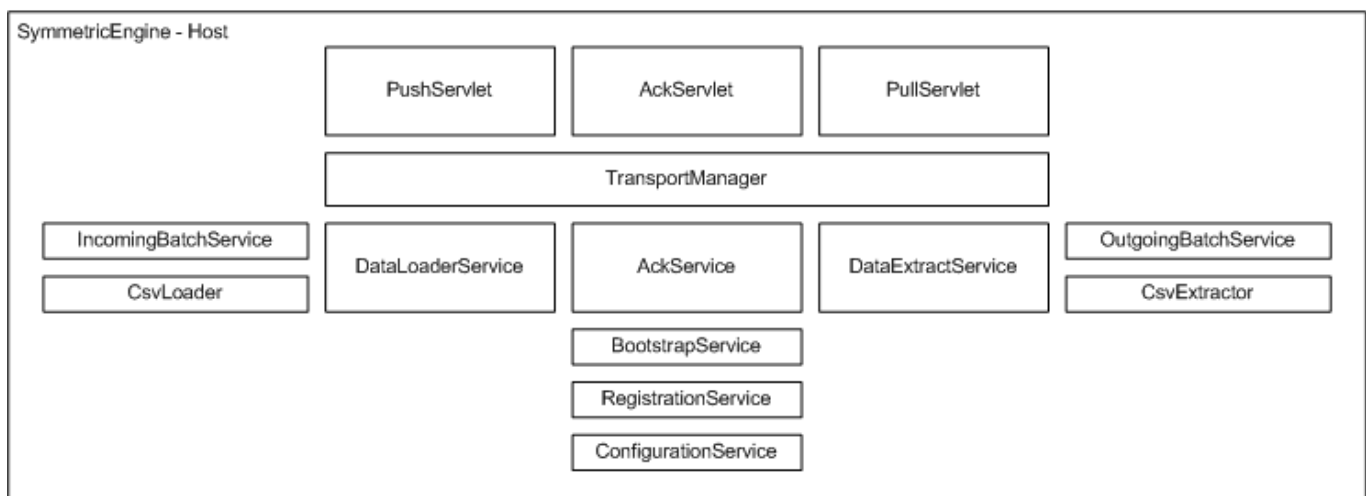 SymmetricEngine - Host
PushServlet
AckServlet
PullServlet
TransportManager
IncomingBatchService
CsvLoader
DataLoaderService
AckService
DataExtractService
OutgoingBatchService
CsvExtractor
BootstrapService
RegistrationService
ConfigurationService